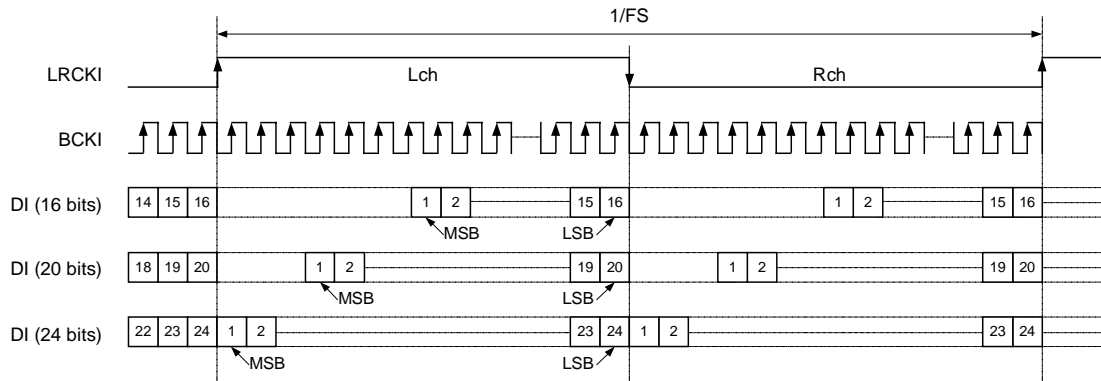 1/FS
LRCKI Lch Rch
BCKI
DI (16 bits) 14 15 16 1 2 15 16 1 2 15 16
MSB LSB
DI (20 bits) 18 19 20 1 2 19 20 1 2 19 20
MSB LSB
DI (24 bits) 22 23 24 1 2 23 24 1 2 23 24
MSB LSB